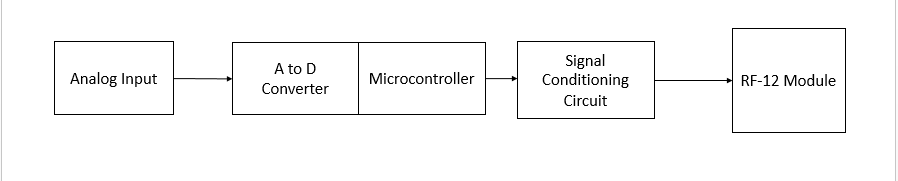 Analog Input
A to D
Converter
Microcontroller
Signal
Conditioning
Circuit
RF-12 Module